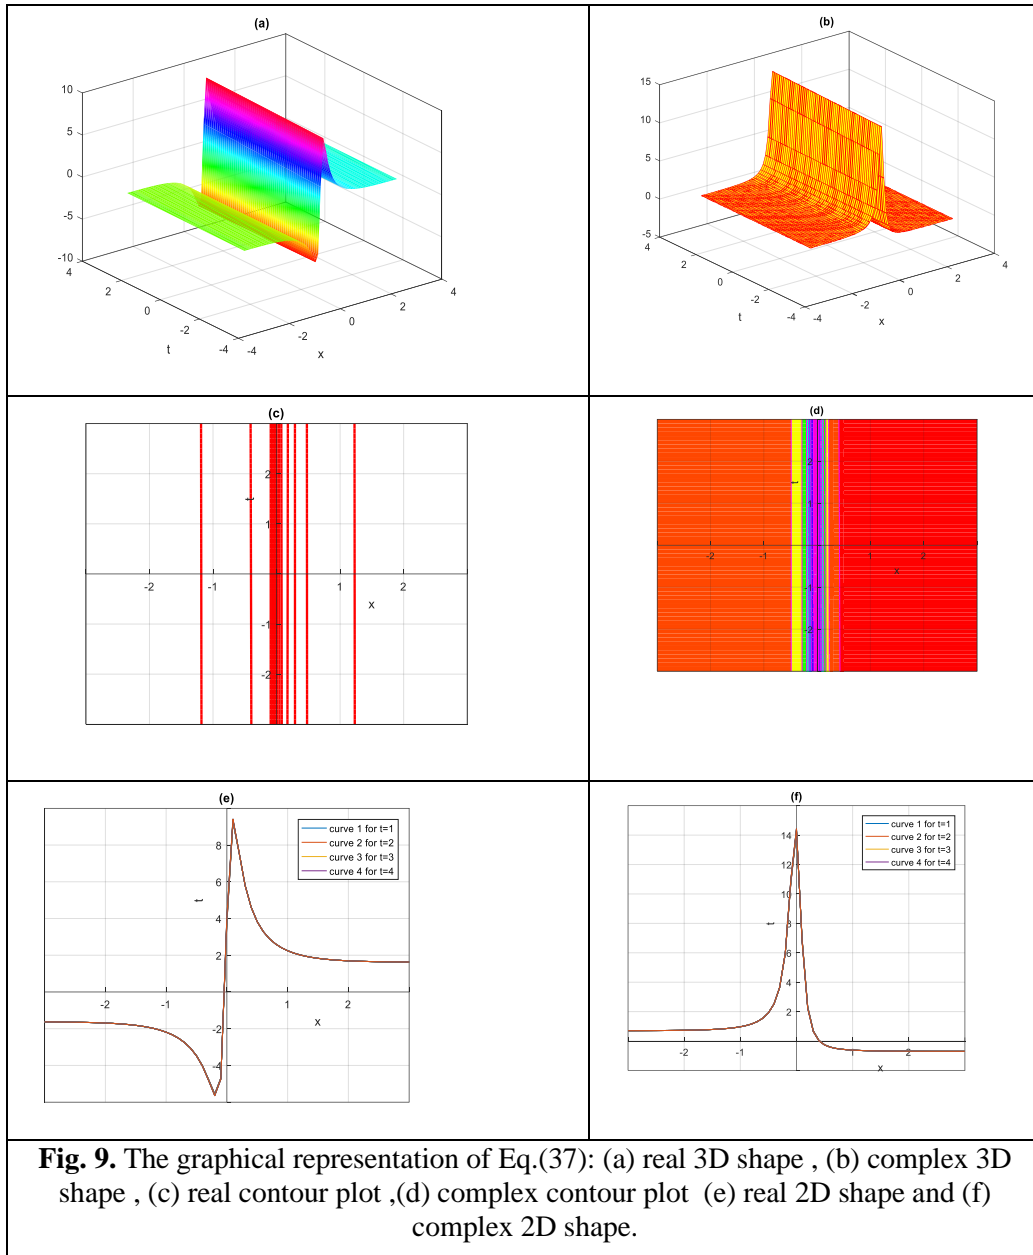 (a)
10
5
0
-5
-10
4
2
0
-2
-4
t
-4
-2
0
2
4
x
(b)
15
10
5
0
-5
4
2
0
-2
-4
t
-4
-2
0
2
4
x
(c)
2
t
1
-2
-1
1
2
x
-1
-2
(d)
2
t
1
-2
-1
1
2
x
-1
-2
(e)
curve 1 for t=1
curve 2 for t=2
curve 3 for t=3
curve 4 for t=4
8
6
t
4
2
-2
-1
1
2
x
-2
-4
(f)
curve 1 for t=1
curve 2 for t=2
curve 3 for t=3
curve 4 for t=4
14
12
10
8
t
6
4
2
-2
-1
1
2
x
Fig. 9. The graphical representation of Eq.(37): (a) real 3D shape , (b) complex 3D
shape , (c) real contour plot ,(d) complex contour plot (e) real 2D shape and (f)
complex 2D shape.